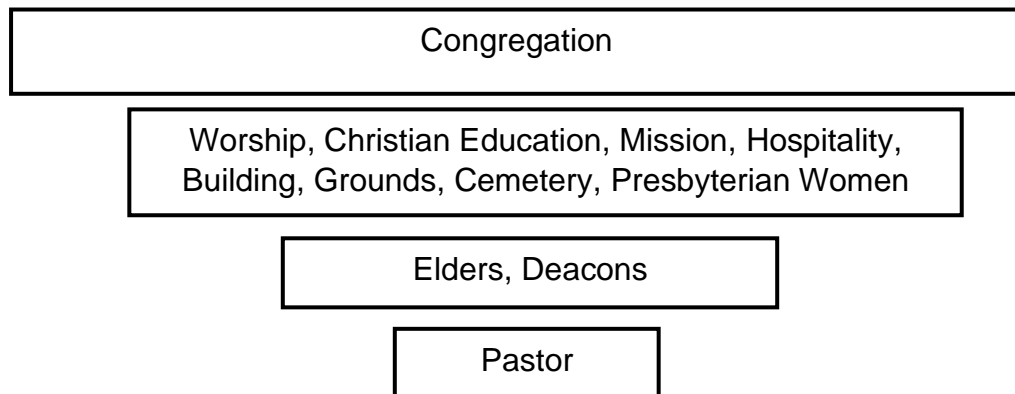 Congregation
Worship, Christian Education, Mission, Hospitality,
Building, Grounds, Cemetery, Presbyterian Women
Elders, Deacons
Pastor